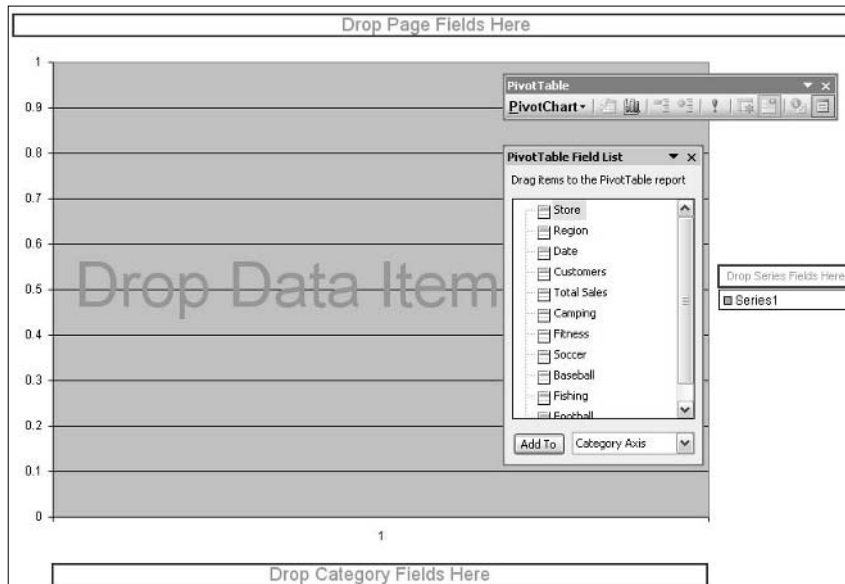 Drop Page Fields Here
1
0.9
0.8
0.7
0.6
0.5
0.4
0.3
0.2
0.1
0
Drop Data Item
1
PivotTable
PivotChart
PivotTable Field List
Drag items to the PivotTable report
Store
Region
Date
Customers
Total Sales
Camping
Fitness
Soccer
Baseball
Fishing
Football
Add To
Category Axis
Drop Series Fields Here
Series1
Drop Category Fields Here